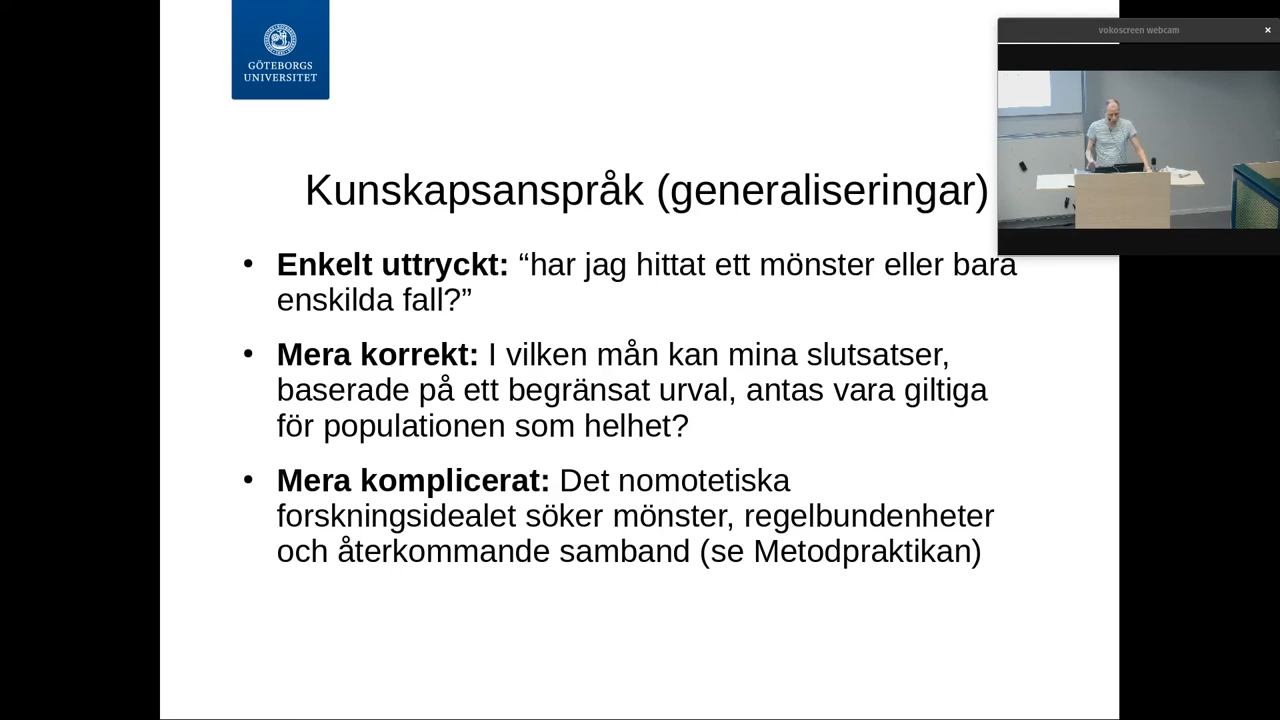 GÖTEBORGS
UNIVERSITET
vokoscreen webcam
Kunskapsanspråk (generaliseringar)
• Enkelt uttryckt: “har jag hittat ett mönster eller bara
enskilda fall?”
• Mera korrekt: I vilken mån kan mina slutsatser,
baserade på ett begränsat urval, antas vara giltiga
för populationen som helhet?
• Mera komplicerat: Det nomotetiska
forskningsidealet söker mönster, regelbundenheter
och återkommande samband (se Metodpraktikan)